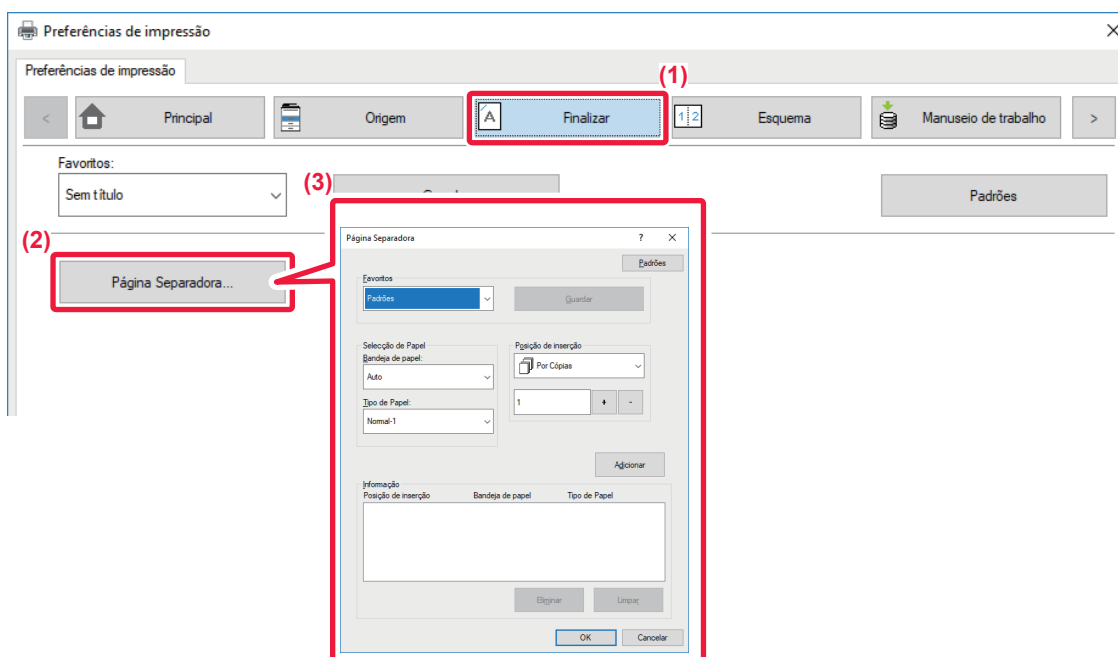 Preferências de impressão
Preferências de impressão
(1)
< Principal Origem A Finalizar 1 2 Esquema Manuseio de trabalho >
Favoritos:
Sem título
(3)
Padrões
(2)
Página Separadora...
Página Separadora ?
Padrões
Favoritos
Padrões
Guardar
Selecção de Papel
Bandeja de papel:
Auto
Tipo de Papel:
Normal-1
Posição de inserção
Por Cópias
1 + -
Adicionar
Informação
Posição de inserção Bandeja de papel Tipo de Papel
Eliminar Limpar
OK Cancelar